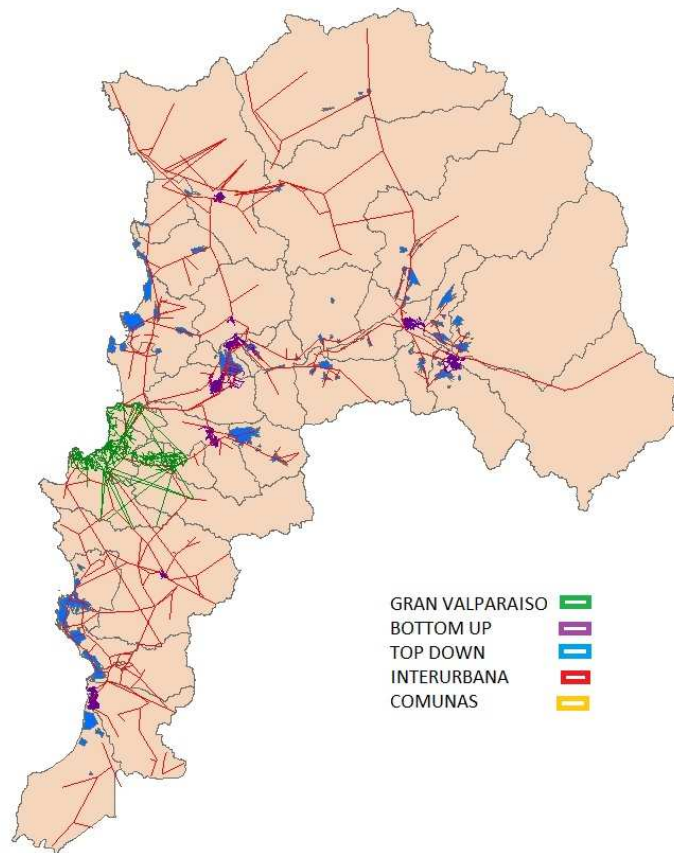 GRAN VALPARAISO
BOTTOM UP
TOP DOWN
INTERURBANA
COMUNAS